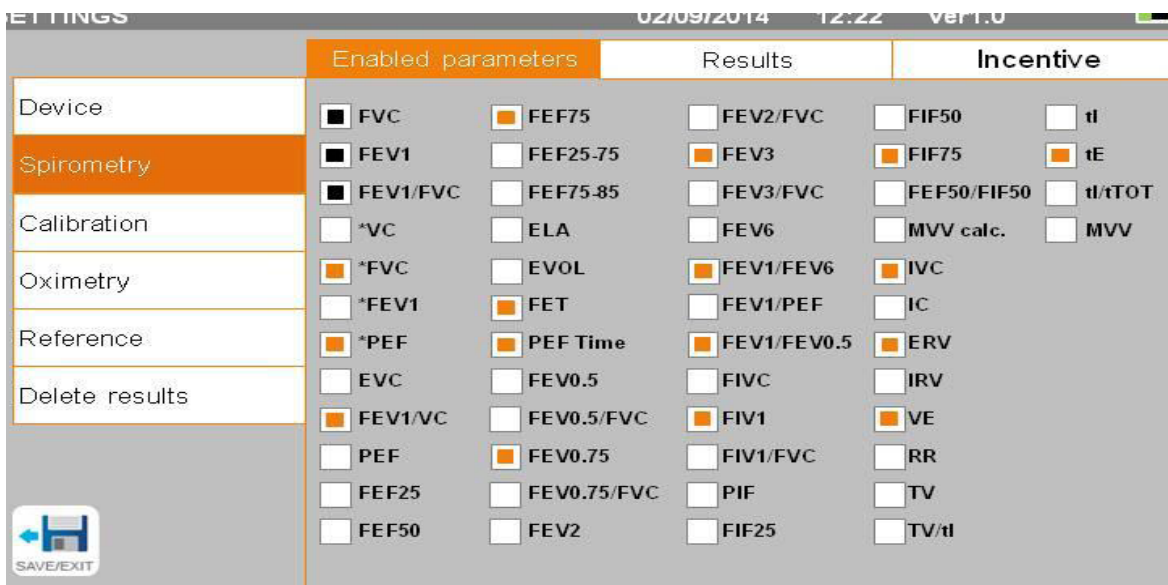 SETTINGS 02/09/2014 12:22 Ver1.0
Enabled parameters Results Incentive
Device
Spirometry
Calibration
Oximetry
Reference
Delete results
SAVE/EXIT
FVC FEF75 FEV2/FVC FIF50 tI
FEV1 FEF25-75 FEV3 FIF75 tE
FEV1/FVC FEF75-85 FEV3/FVC FEF50/FIF50 tI/tTOT
*VC ELA FEV6 MVV calc. MVV
*FVC EVOL FEV1/FEV6 IVC
*FEV1 FET FEV1/PEF IC
*PEF PEF Time FEV1/FEV0.5 ERV
EVC FEV0.5 FIVC IRV
FEV1/VC FEV0.5/FVC FIV1 VE
PEF FEV0.75 FIV1/FVC RR
FEF25 FEV0.75/FVC PIF TV
FEF50 FEV2 FIF25 TV/tI